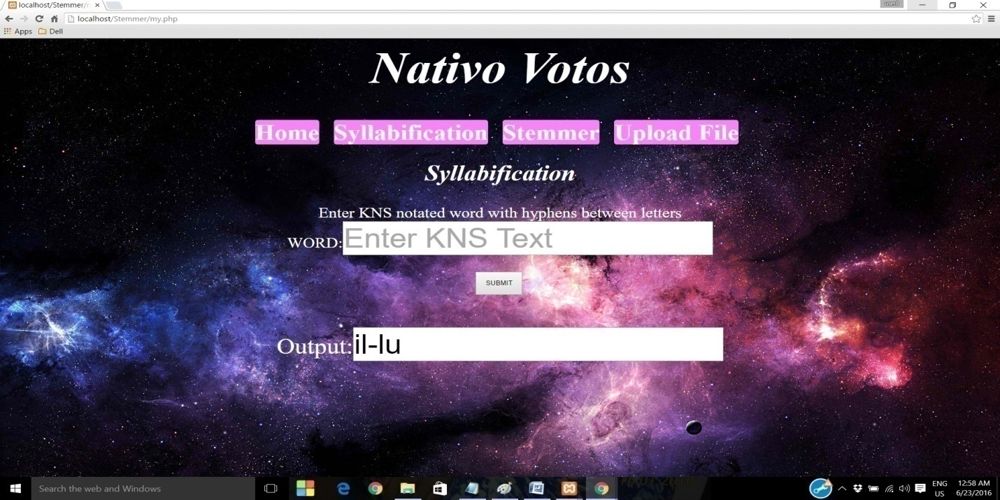 localhost/Stemmer/
user0
localhost/Stemmer/my.php
Apps Dell
Nativo Votos
Home Syllabification Stemmer Upload File
Syllabification
Enter KNS notated word with hyphens between letters
WORD: Enter KNS Text
SUBMIT
Output: il-lu
Search the web and Windows
ENG 12:58 AM
US 6/23/2016